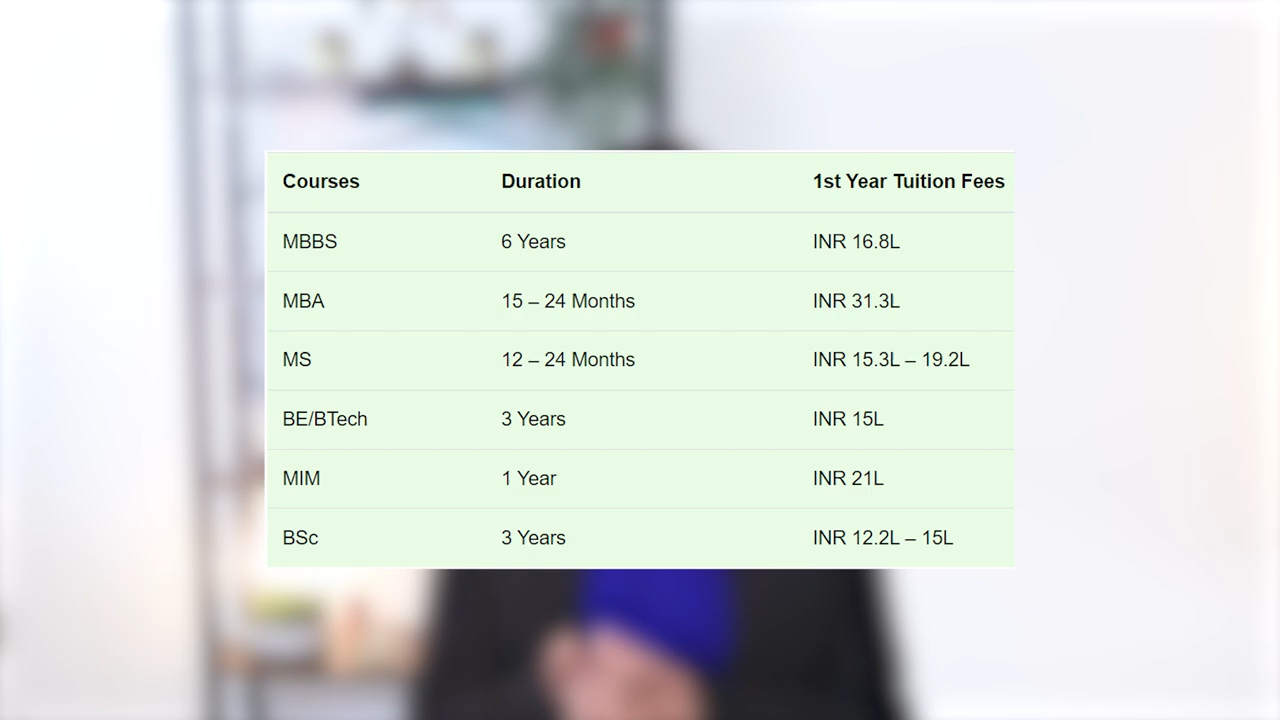 Courses Duration 1st Year Tuition Fees
MBBS 6 Years INR 16.8L
MBA 15 – 24 Months INR 31.3L
MS 12 – 24 Months INR 15.3L – 19.2L
BE/BTech 3 Years INR 15L
MIM 1 Year INR 21L
BSc 3 Years INR 12.2L – 15L